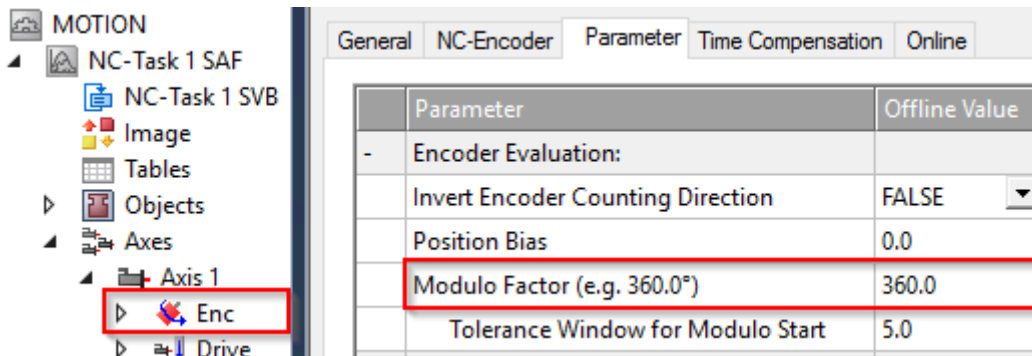 MOTION
NC-Task 1 SAF
NC-Task 1 SVB
Image
Tables
Objects
Axes
Axis 1
Enc
Drive
General NC-Encoder Parameter Time Compensation Online
Parameter Offline Value
- Encoder Evaluation:
Invert Encoder Counting Direction FALSE
Position Bias 0.0
Modulo Factor (e.g. 360.0°) 360.0
Tolerance Window for Modulo Start 5.0